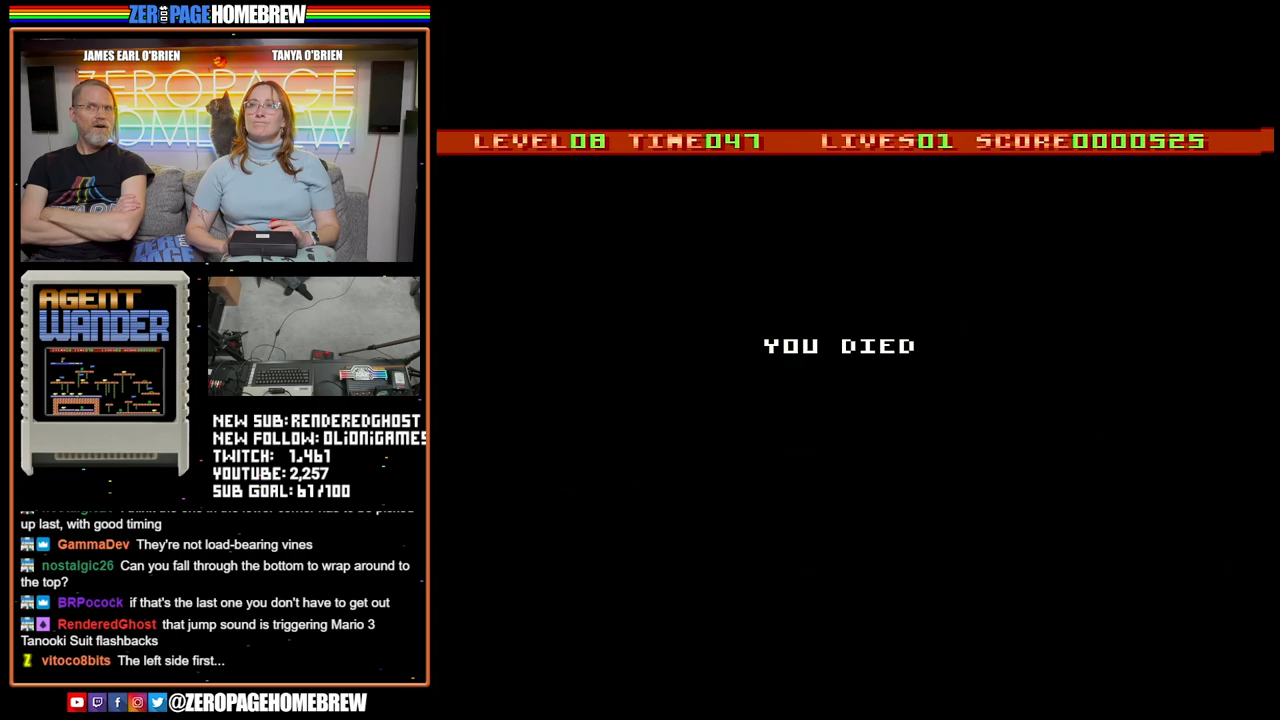 ZEROPAGE HOMEBREW
JAMES EARL O'BRIEN
TANYA O'BRIEN
ZEROPAGE
HOMEBREW
LEVEL08 TIME047 LIVES01 SCORE0000525
YOU DIED
AGENT
WANDER
NEW SUB: RENDEREDGHOST
NEW FOLLOW: OLIONIGAMES
TWITCH: 1,461
YOUTUBE: 2,257
SUB GOAL: 67/100
up last, with good timing
GammaDev They're not load-bearing vines
nostalgic26 Can you fall through the bottom to wrap around to
the top?
BRPocock if that's the last one you don't have to get out
RenderedGhost that jump sound is triggering Mario 3
Tanooki Suit flashbacks
vitoco8bits The left side first...
@ZEROPAGEHOMEBREW